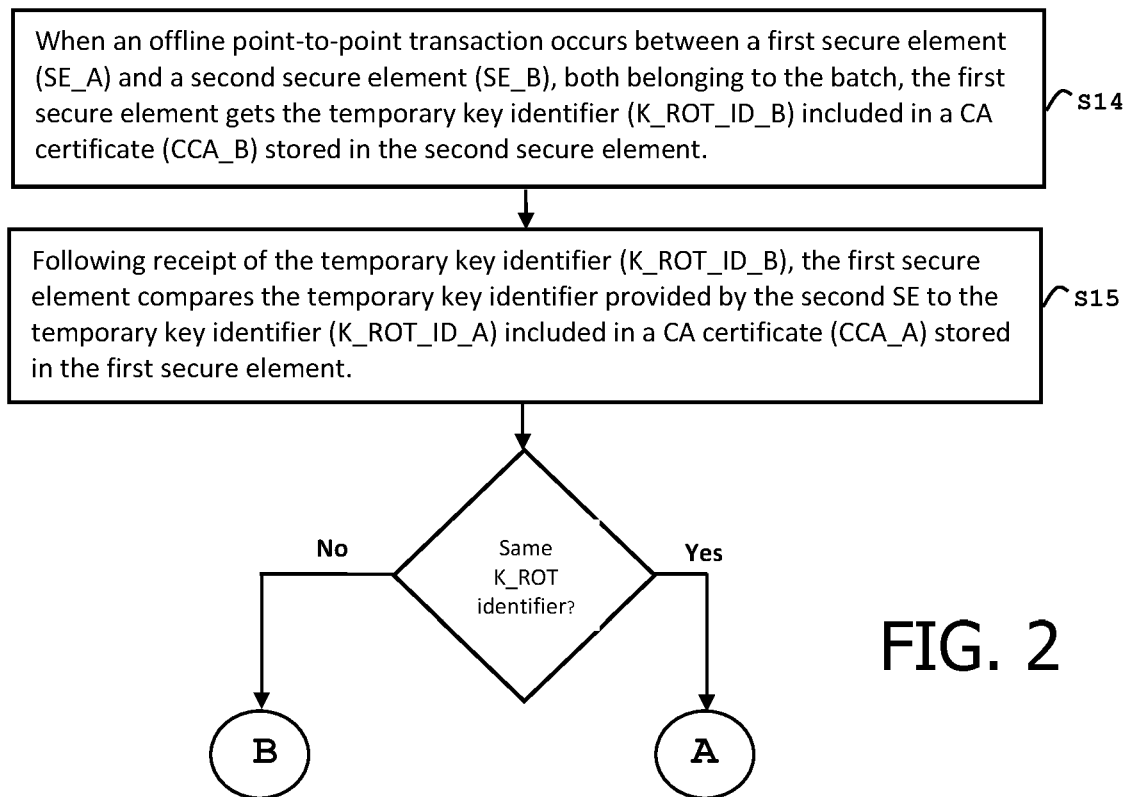 When an offline point-to-point transaction occurs between a first secure element
(SE_A) and a second secure element (SE_B), both belonging to the batch, the first
secure element gets the temporary key identifier (K_ROT_ID_B) included in a CA
certificate (CCA_B) stored in the second secure element.
S14
Following receipt of the temporary key identifier (K_ROT_ID_B), the first secure
element compares the temporary key identifier provided by the second SE to the
temporary key identifier (K_ROT_ID_A) included in a CA certificate (CCA_A) stored
in the first secure element.
S15
No
Same
K_ROT
identifier?
Yes
FIG. 2
B
A